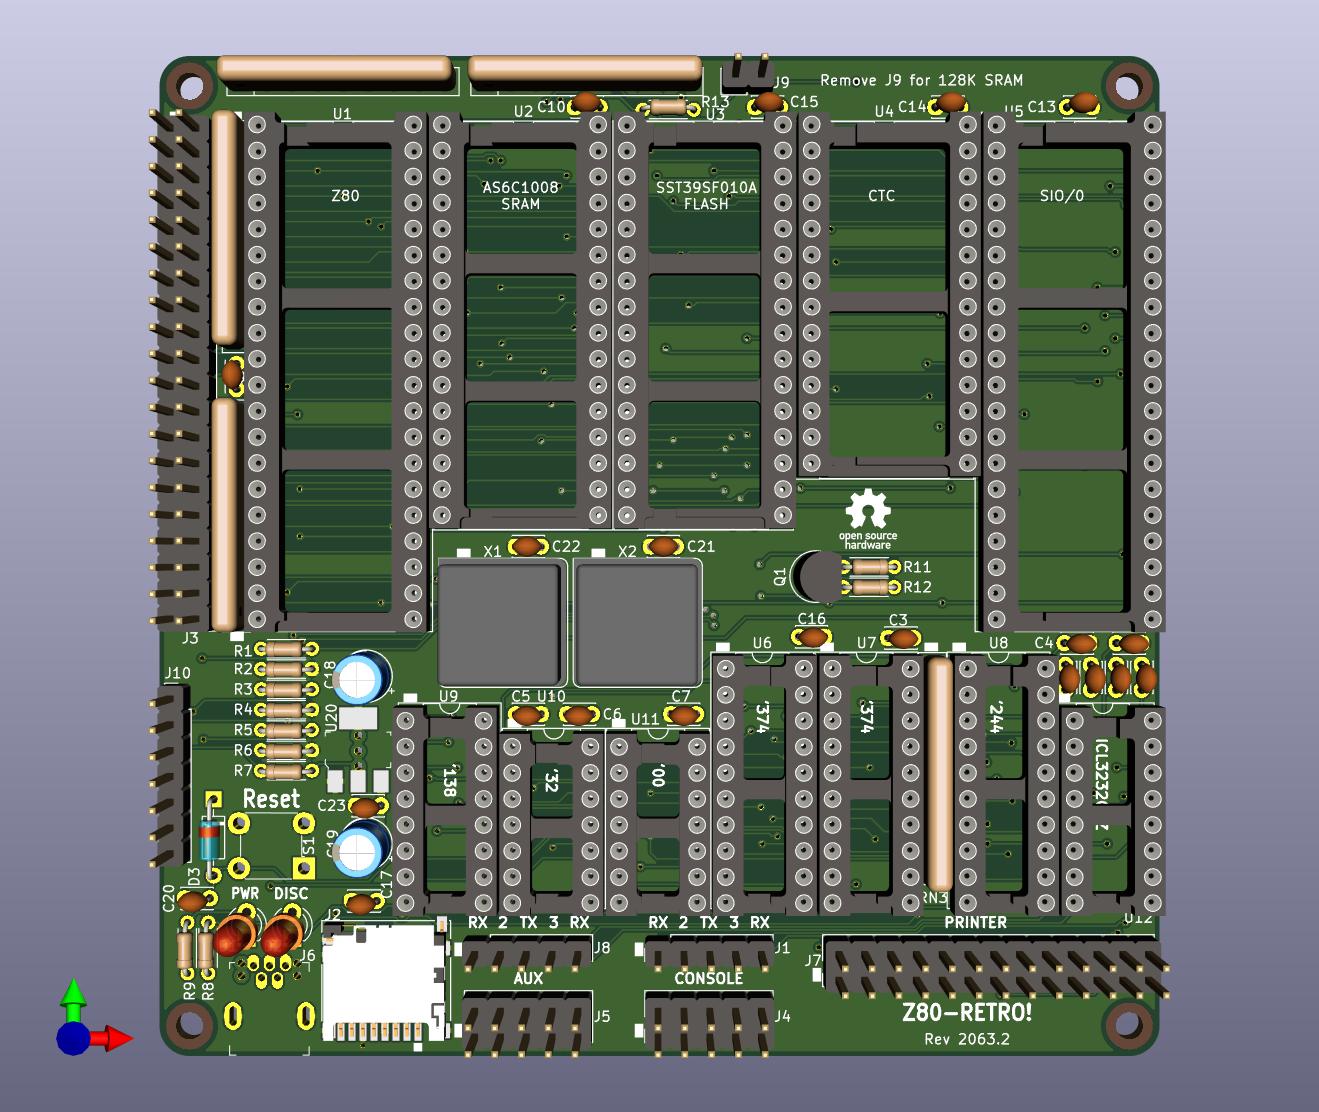 J9 Remove J9 for 128K SRAM
C10 R13 C15 C14 C13
U1 U2 U3 U4 U5
Z80
AS6C1008
SRAM
SST39SF010A
FLASH
CTC
SIO/0
open source
hardware
X1 C22 X2 C21
Q1 R11
R12
J3
C16 C3 C4
U6 U7 U8
J10
R1
R2
R3
R4
R5
R6
R7
C18
U20
U9 C5 U10 C6 U11 C7
'138
'32
'00
'374
'374
'244
C23
C19
Reset
S1
D3
C17
C20
PWR DISC
RN3
U12
J2
RX 2 TX 3 RX
RX 2 TX 3 RX
PRINTER
J6
J8
J1
J7
AUX
CONSOLE
R9 R8
J5
J4
Z80-RETRO!
Rev 2063.2